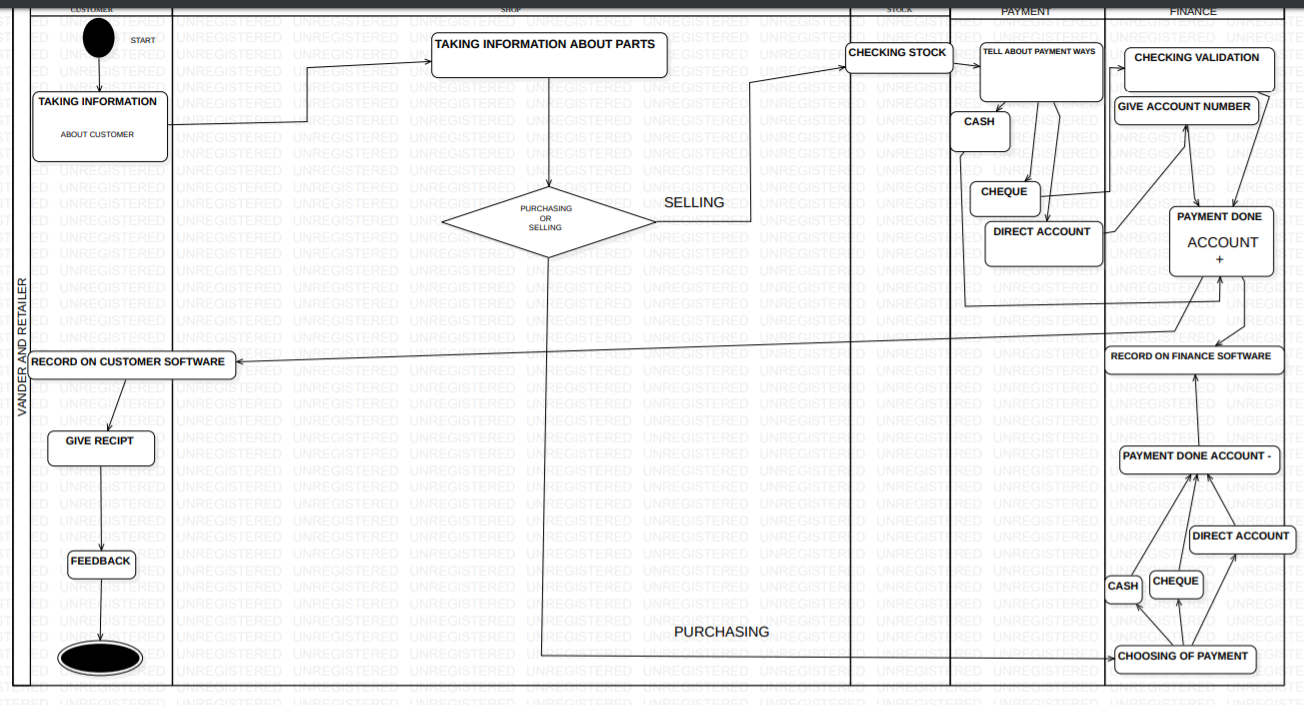 CUSTOMER
SHOP
STOCK
PAYMENT
FINANCE
VANDER AND RETAILER
START
TAKING INFORMATION
ABOUT CUSTOMER
TAKING INFORMATION ABOUT PARTS
CHECKING STOCK
TELL ABOUT PAYMENT WAYS
CHECKING VALIDATION
GIVE ACCOUNT NUMBER
CASH
CHEQUE
DIRECT ACCOUNT
PURCHASING
OR
SELLING
SELLING
PAYMENT DONE
ACCOUNT
+
RECORD ON CUSTOMER SOFTWARE
RECORD ON FINANCE SOFTWARE
GIVE RECIPT
PAYMENT DONE ACCOUNT -
DIRECT ACCOUNT
FEEDBACK
CASH
CHEQUE
PURCHASING
CHOOSING OF PAYMENT
UNREGISTERED